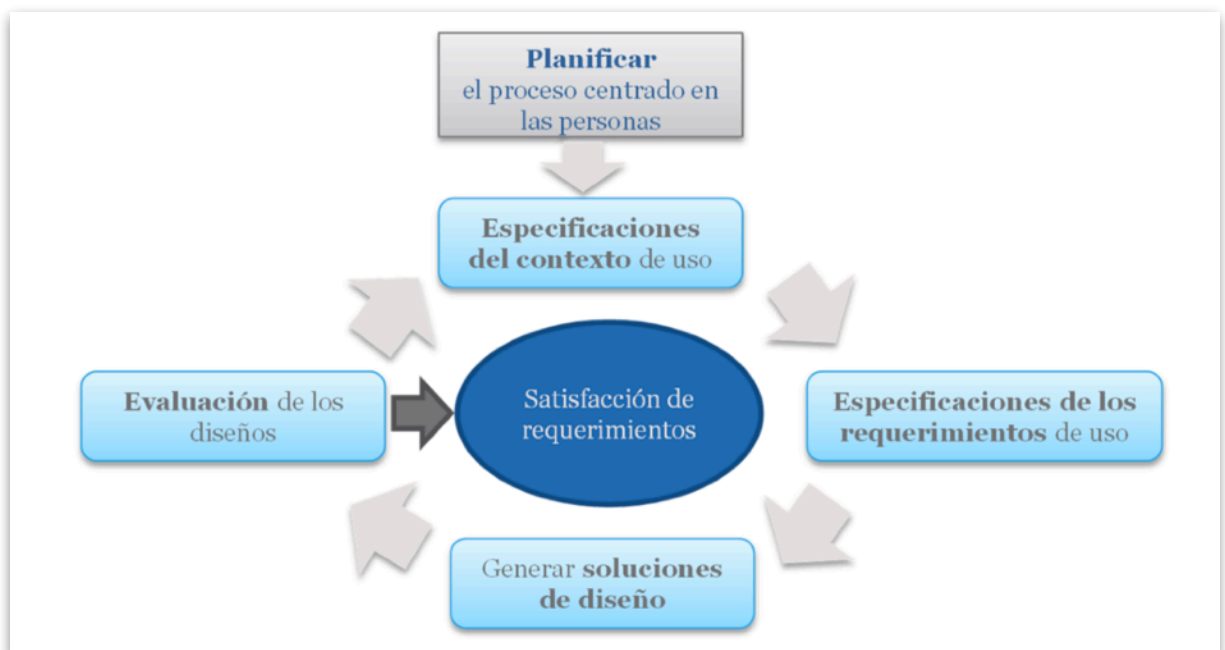 Planificar
el proceso centrado en
las personas
Especificaciones
del contexto de uso
Evaluación de los
diseños
Satisfacción de
requerimientos
Especificaciones de los
requerimientos de uso
Generar soluciones
de diseño